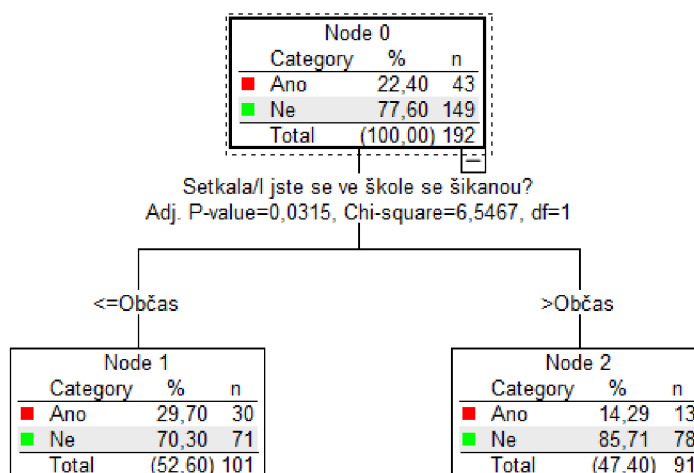 Node 0
Category % n
Ano 22,40 43
Ne 77,60 149
Total (100,00) 192
Setkala/l jste se ve škole se šikanou?
Adj. P-value=0,0315, Chi-square=6,5467, df=1
<=Občas
>Občas
Node 1
Category % n
Ano 29,70 30
Ne 70,30 71
Total (52,60) 101
Node 2
Category % n
Ano 14,29 13
Ne 85,71 78
Total (47,40) 91